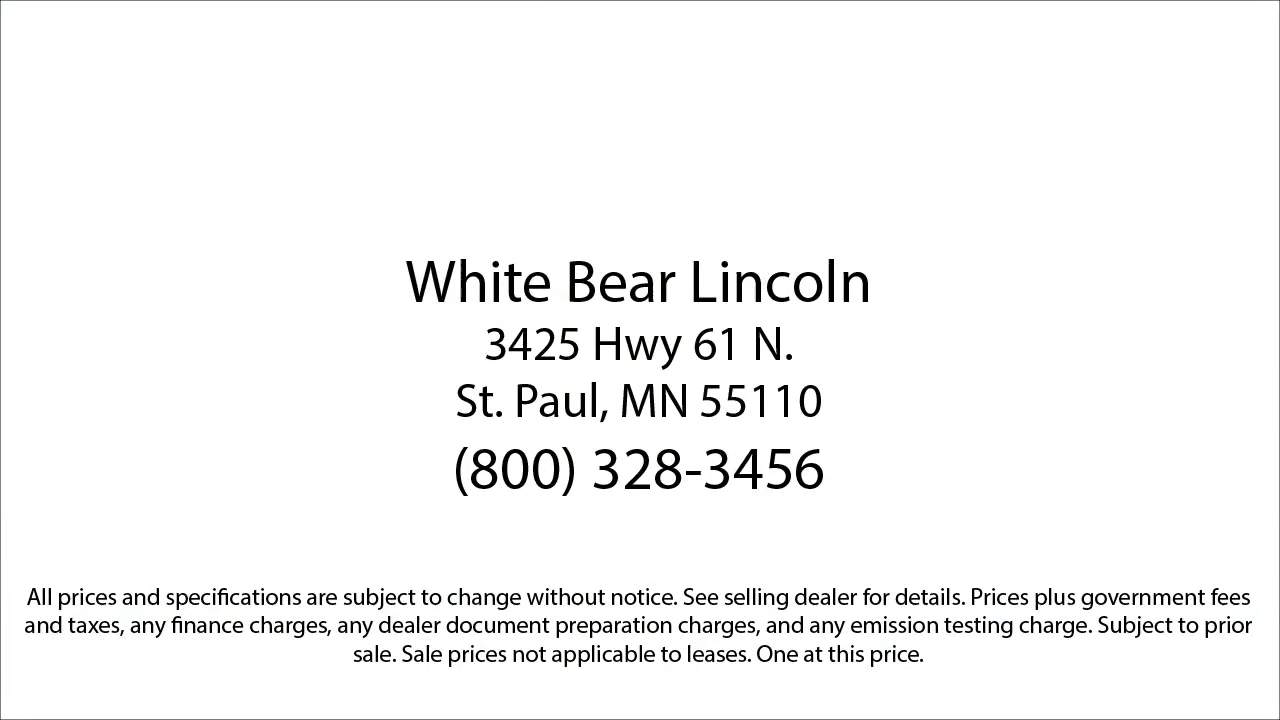 White Bear Lincoln
3425 Hwy 61 N.
St. Paul, MN 55110
(800) 328-3456
All prices and specifications are subject to change without notice. See selling dealer for details. Prices plus government fees
and taxes, any finance charges, any dealer document preparation charges, and any emission testing charge. Subject to prior
sale. Sale prices not applicable to leases. One at this price.